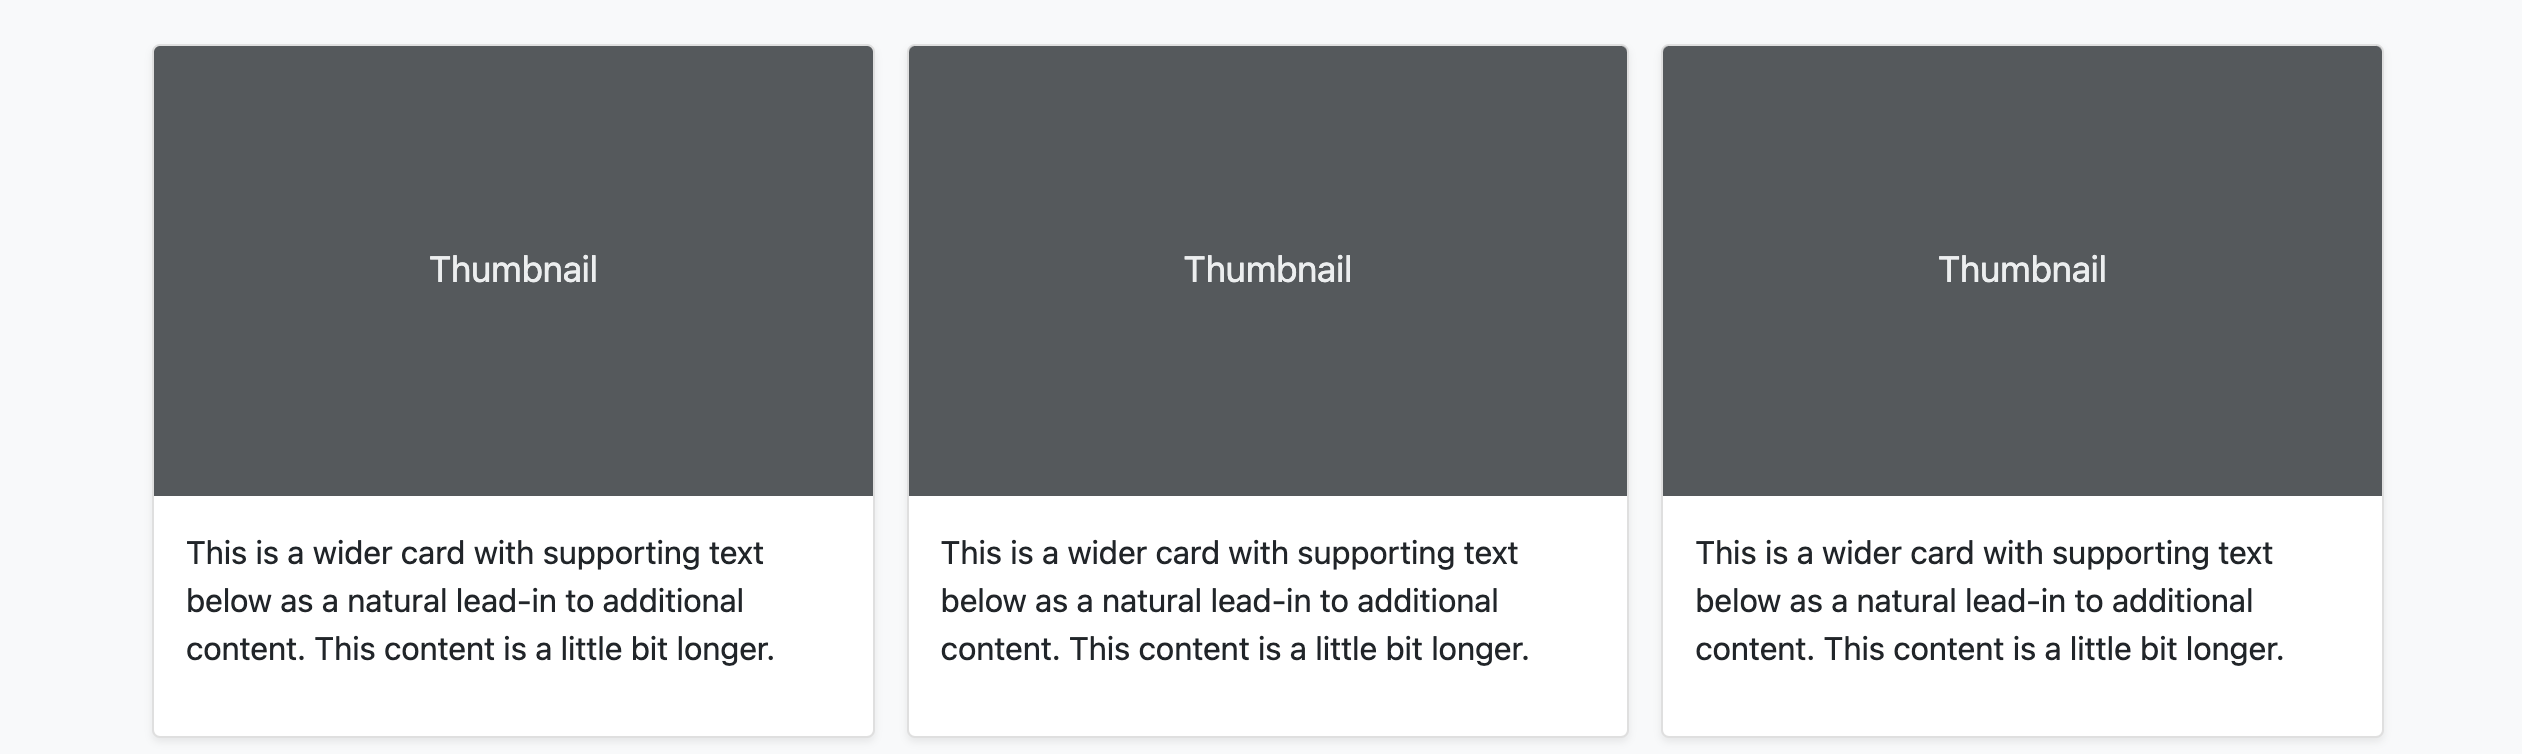 Thumbnail
This is a wider card with supporting text
below as a natural lead-in to additional
content. This content is a little bit longer.
Thumbnail
This is a wider card with supporting text
below as a natural lead-in to additional
content. This content is a little bit longer.
Thumbnail
This is a wider card with supporting text
below as a natural lead-in to additional
content. This content is a little bit longer.